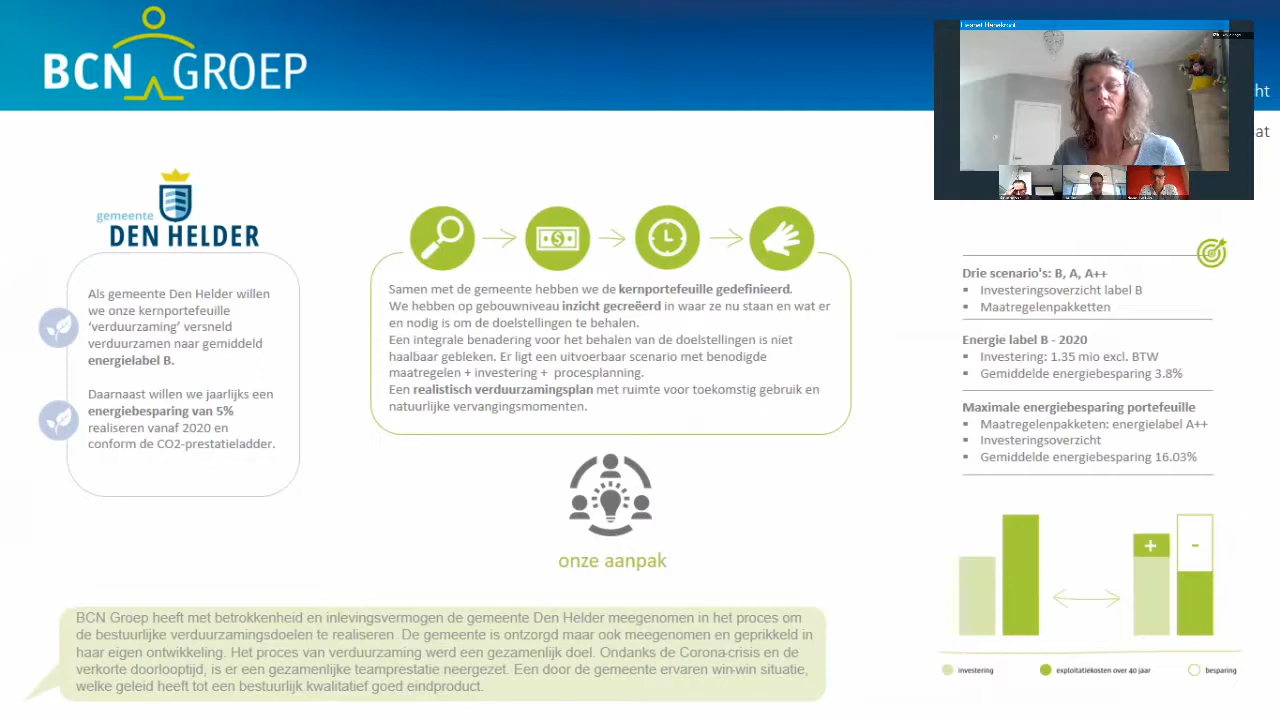 BCN GROEP
Liesanet Hanekroot
ht
at
gemeente
DEN HELDER
Als gemeente Den Helder willen
we onze kernportefeuille
‘verduurzaming’ versneld
verduurzamen naar gemiddeld
energielabel B.
Daarnaast willen we jaarlijks een
energiebesparing van 5%
realiseren vanaf 2020 en
conform de CO2-prestatieladder.
Samen met de gemeente hebben we de kernportefeuille gedefinieerd.
We hebben op gebouwniveau inzicht gecreëerd in waar ze nu staan en wat er
en nodig is om de doelstellingen te behalen.
Een integrale benadering voor het behalen van de doelstellingen is niet
haalbaar gebleken. Er ligt een uitvoerbaar scenario met benodigde
maatregelen + investering + procesplanning.
Een realistisch verduurzamingsplan met ruimte voor toekomstig gebruik en
natuurlijke vervangingsmomenten.
onze aanpak
BCN Groep heeft met betrokkenheid en inlevingsvermogen de gemeente Den Helder meegenomen in het proces om
de bestuurlijke verduurzamingsdoelen te realiseren. De gemeente is ontzorgd maar ook meegenomen en geprikkeld in
haar eigen ontwikkeling. Het proces van verduurzaming werd een gezamenlijk doel. Ondanks de Corona-crisis en de
verkorte doorlooptijd, is er een gezamenlijke teamprestatie neergezet. Een door de gemeente ervaren win-win situatie,
welke geleid heeft tot een bestuurlijk kwalitatief goed eindproduct.
Drie scenario's: B, A, A++
▪ Investeringsoverzicht label B
▪ Maatregelenpakketten
Energie label B - 2020
▪ Investering: 1.35 mio excl. BTW
▪ Gemiddelde energiebesparing 3.8%
Maximale energiebesparing portefeuille
▪ Maatregelenpakketen: energielabel A++
▪ Investeringsoverzicht
▪ Gemiddelde energiebesparing 16.03%
+ -
investering exploitatiekosten over 40 jaar besparing